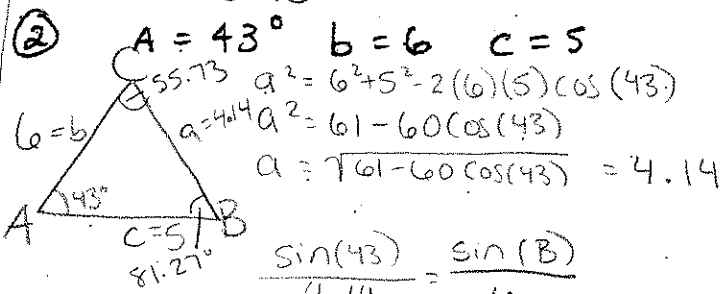 ② A = 43° b = 6 c = 5
C
55.73 a² = 6² + 5² - 2(6)(5)cos(43)
6 = b a = 4.14 a² = 61 - 60cos(43)
a = √61-60cos(43) = 4.14
43°
A c = 5 B
81.27°
sin(43) = sin(B)